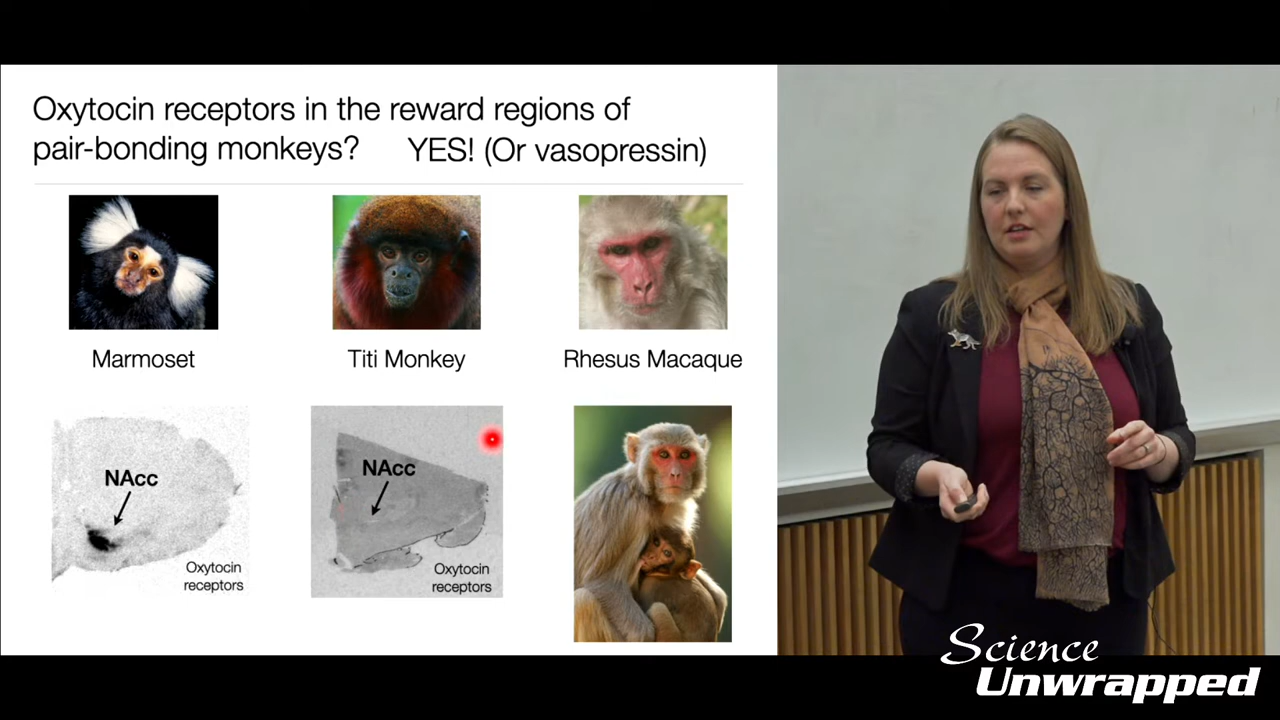 Oxytocin receptors in the reward regions of
pair-bonding monkeys? YES! (Or vasopressin)
Marmoset
Titi Monkey
Rhesus Macaque
NAcc
Oxytocin
receptors
NAcc
Oxytocin
receptors
Science
Unwrapped